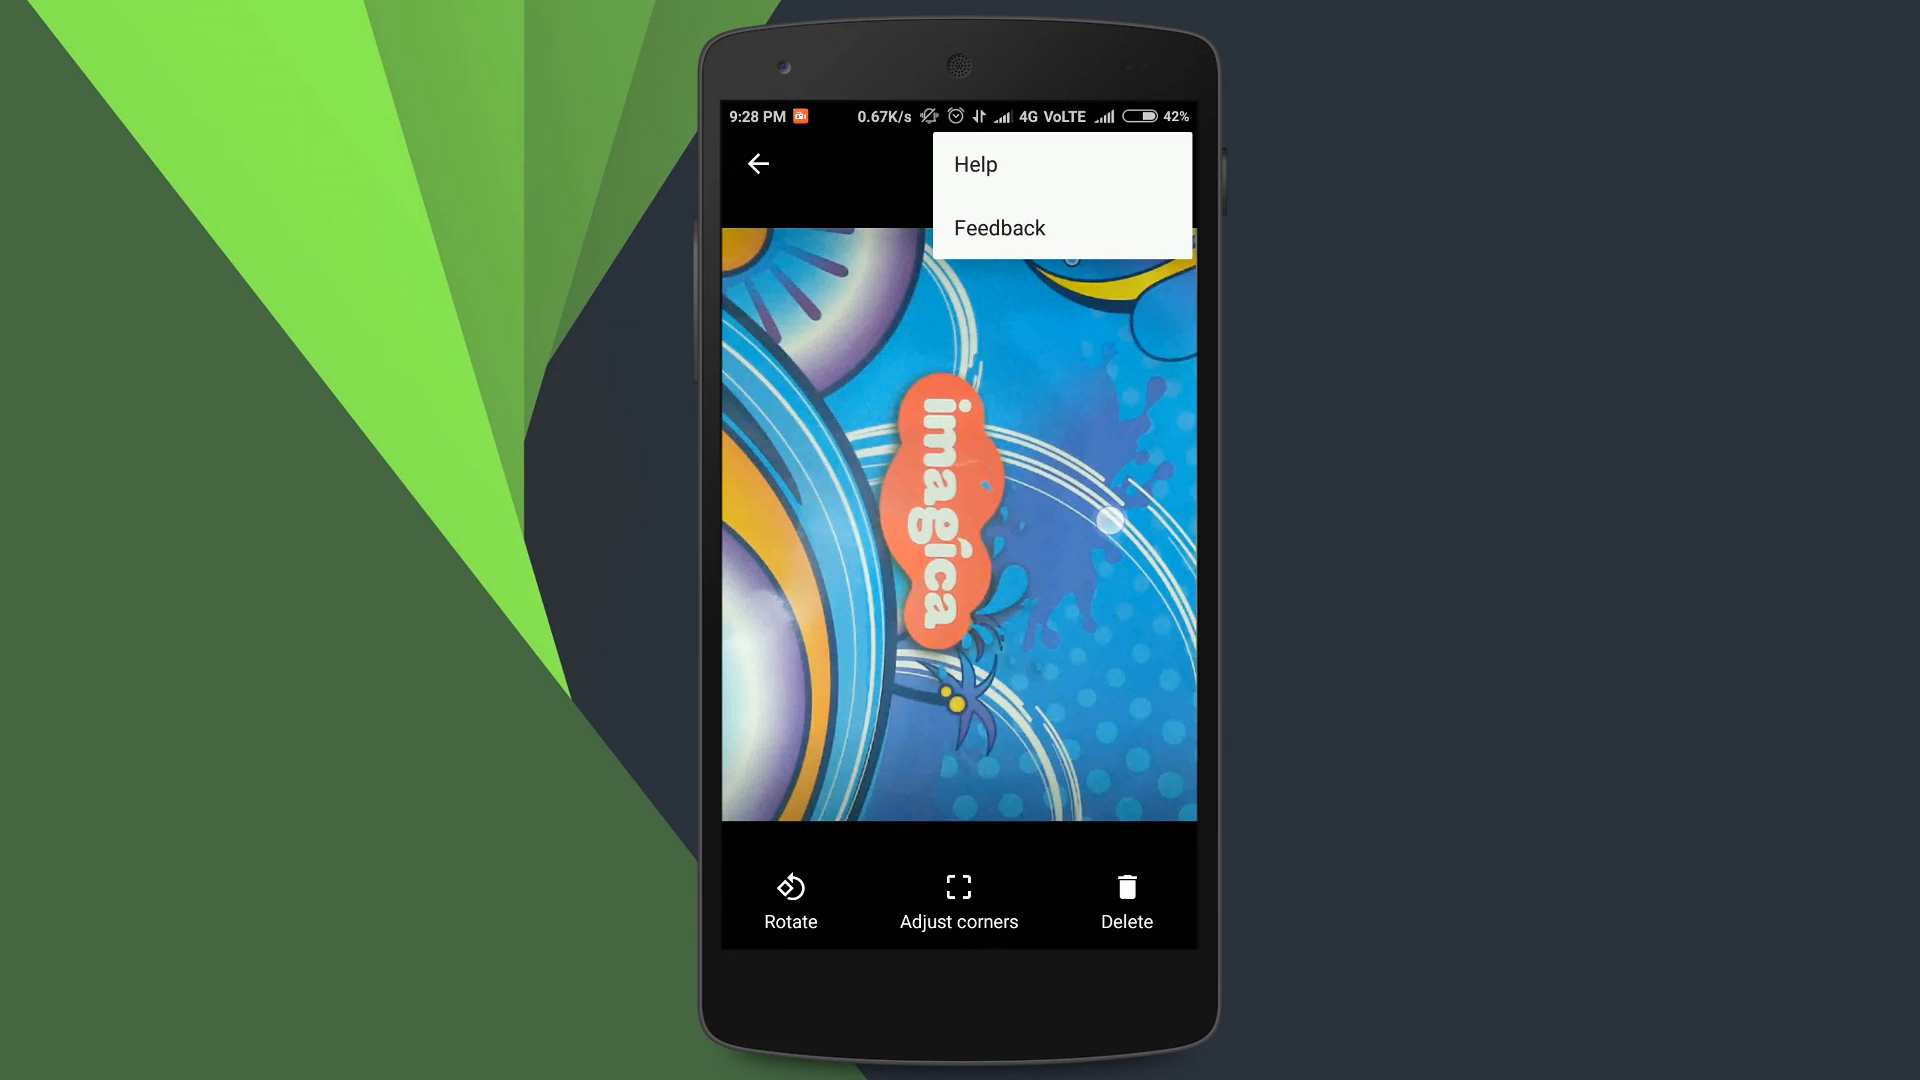 9:28 PM 0.67K/s 4G VoLTE 42%
Help
Feedback
imagica
Rotate Adjust corners Delete